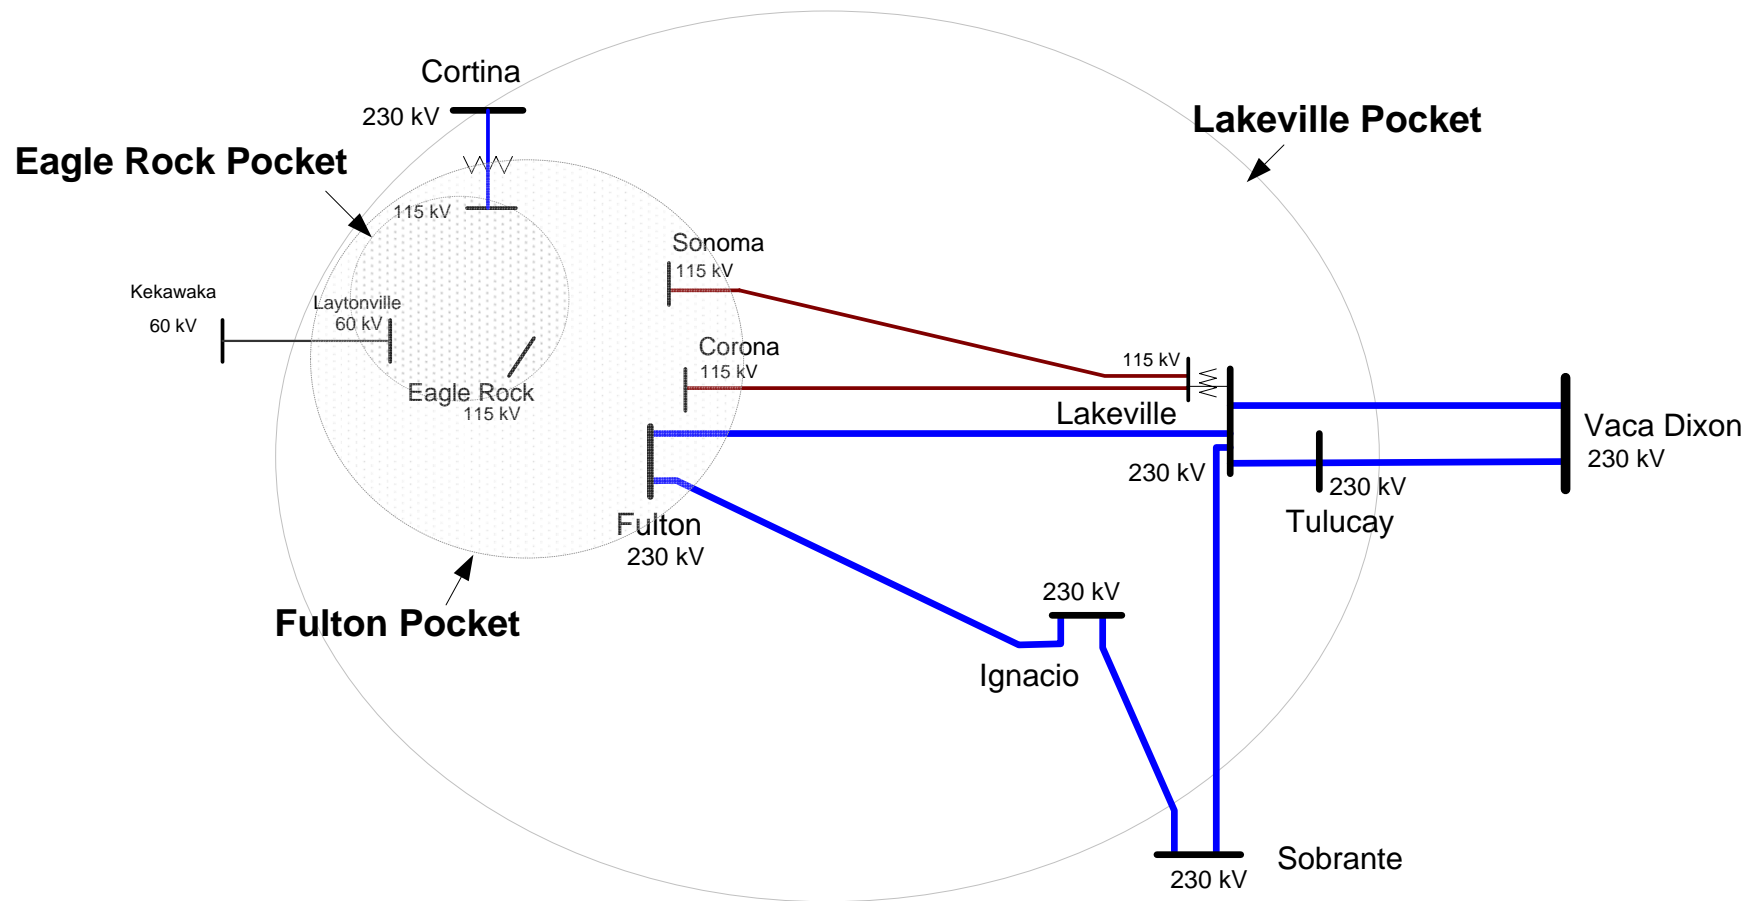 Cortina
230 kV
Lakeville Pocket
Eagle Rock Pocket
115 kV
Sonoma
115 kV
Kekawaka
60 kV
Laytonville
60 kV
Corona
115 kV
115 kV
Eagle Rock
115 kV
Lakeville
230 kV
Vaca Dixon
230 kV
230 kV
Tulucay
Fulton
230 kV
Fulton Pocket
230 kV
Ignacio
Sobrante
230 kV